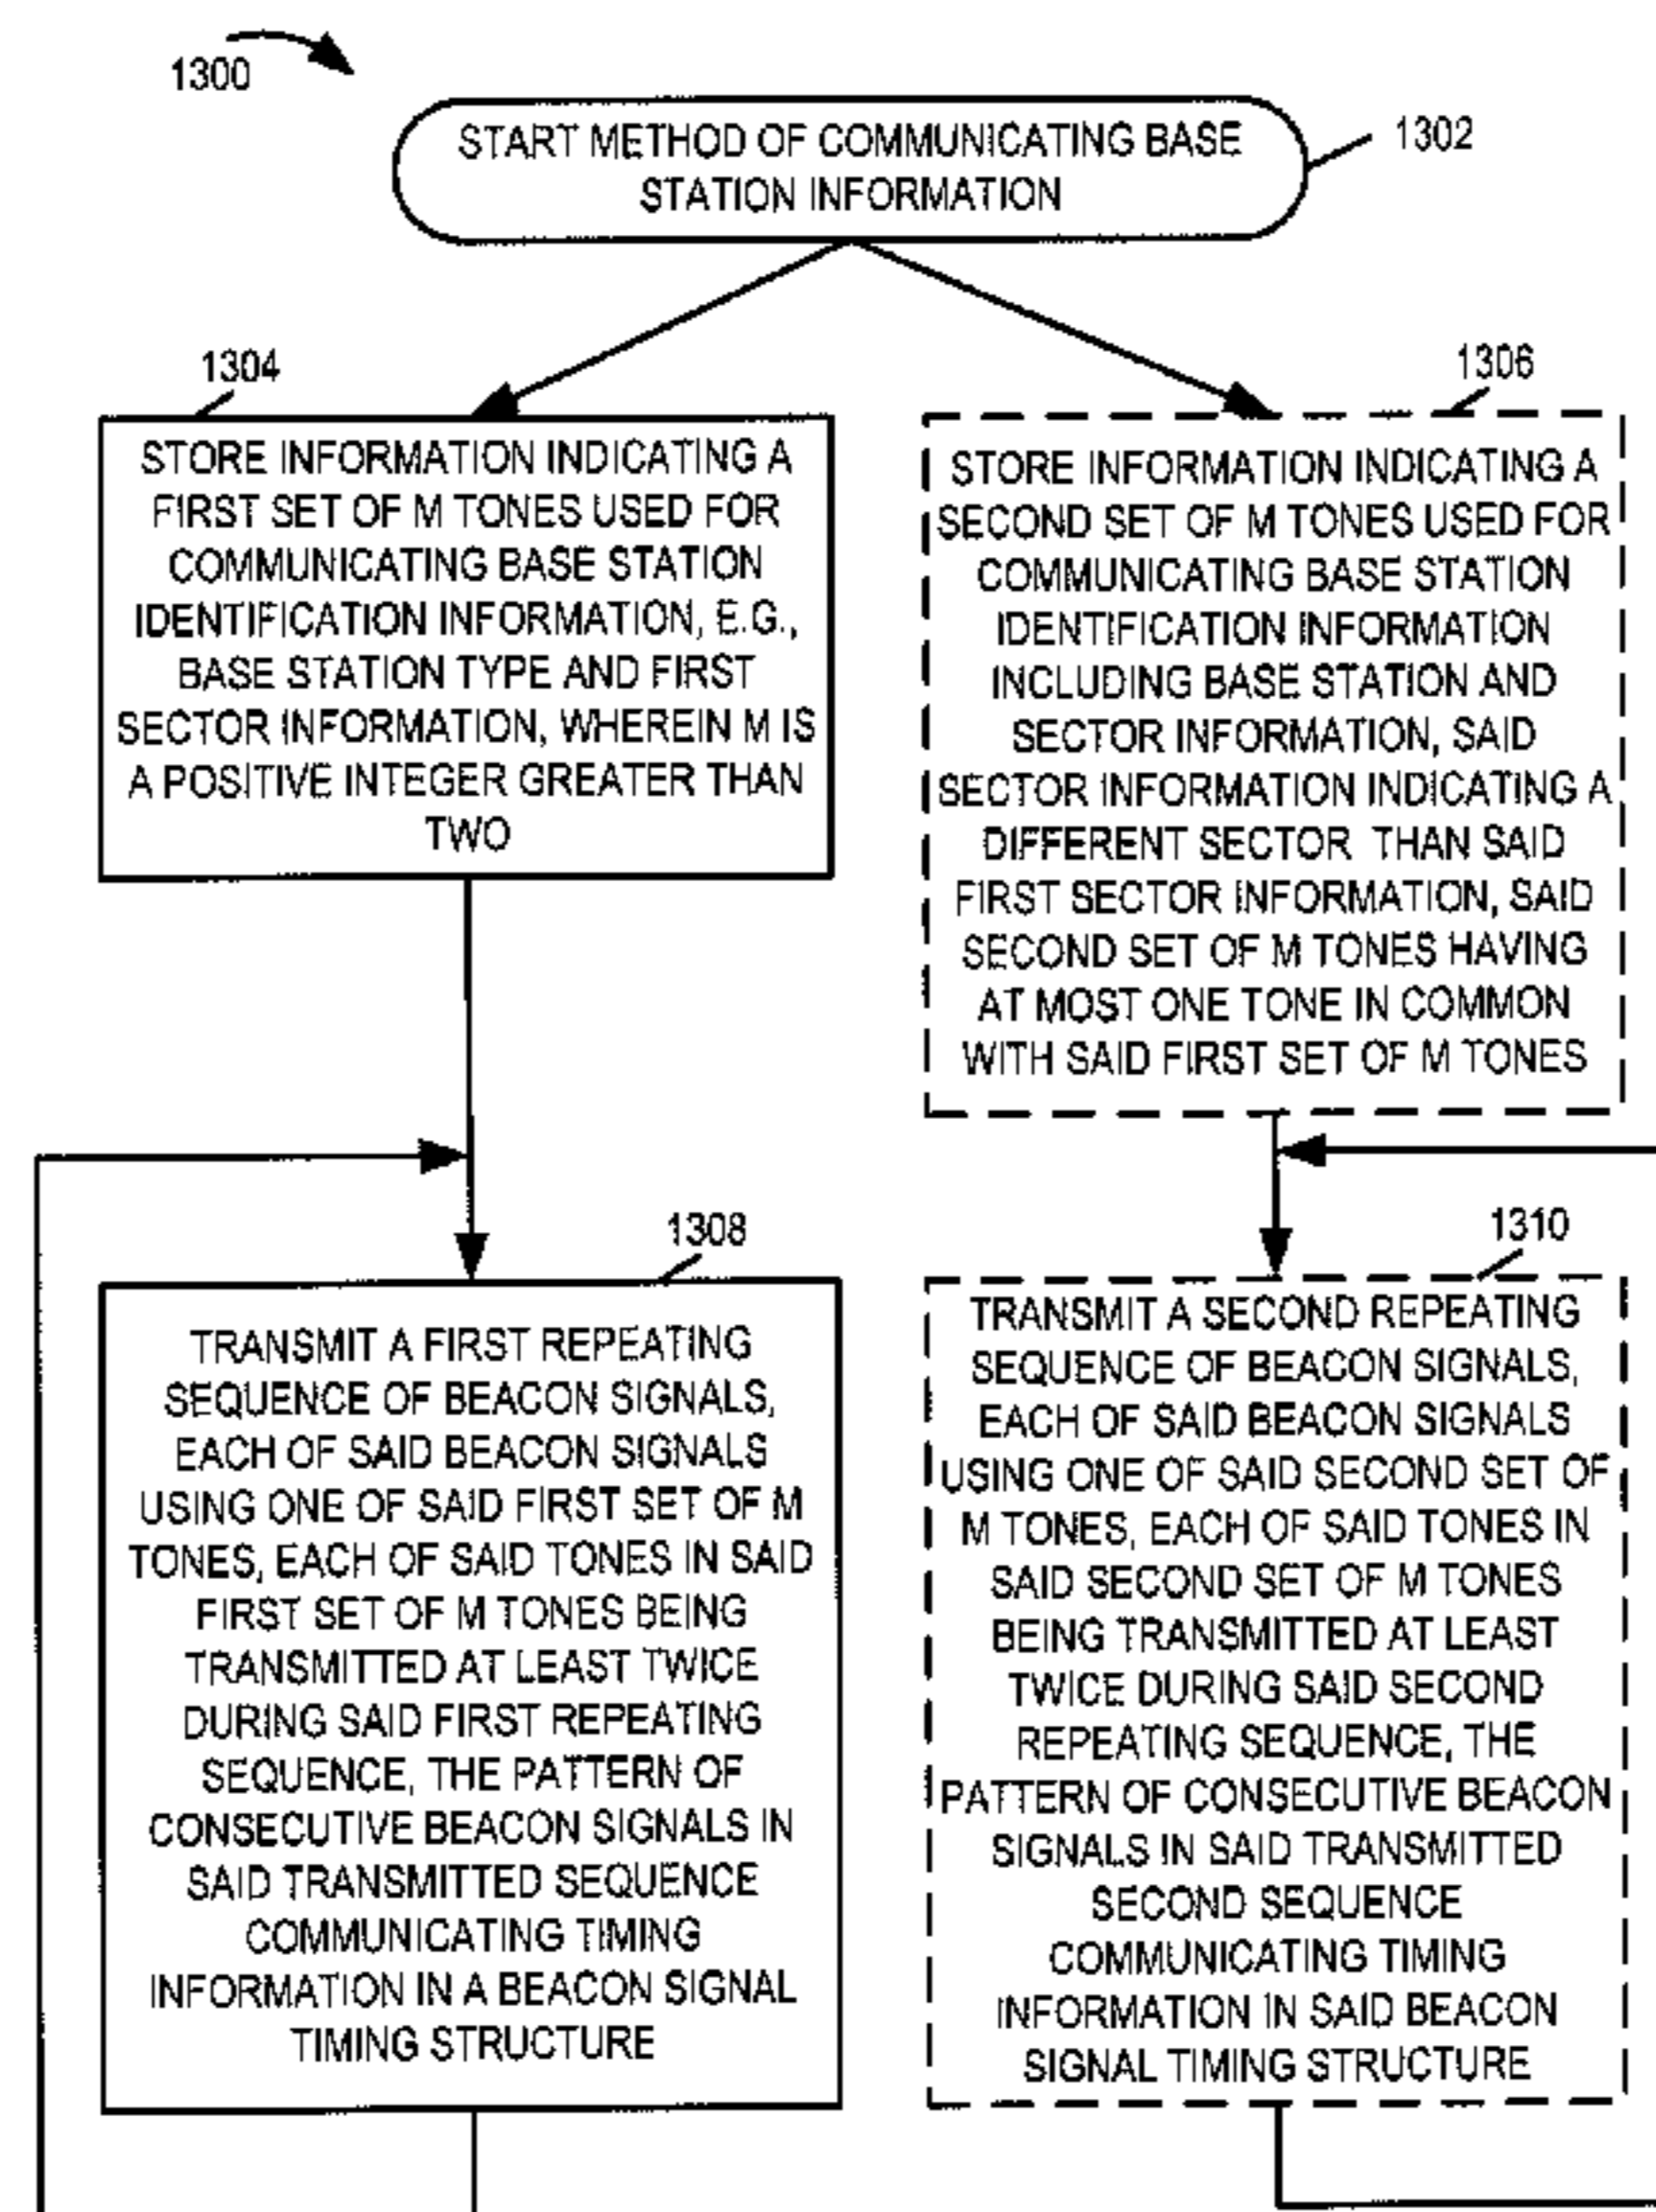 1300
START METHOD OF COMMUNICATING BASE
STATION INFORMATION
1302
1304
STORE INFORMATION INDICATING A
FIRST SET OF M TONES USED FOR
COMMUNICATING BASE STATION
IDENTIFICATION INFORMATION, E.G.,
BASE STATION TYPE AND FIRST
SECTOR INFORMATION, WHEREIN M IS
A POSITIVE INTEGER GREATER THAN
TWO
1306
STORE INFORMATION INDICATING A
SECOND SET OF M TONES USED FOR
COMMUNICATING BASE STATION
IDENTIFICATION INFORMATION
INCLUDING BASE STATION AND
SECTOR INFORMATION, SAID
SECTOR INFORMATION INDICATING A
DIFFERENT SECTOR THAN SAID
FIRST SECTOR INFORMATION, SAID
SECOND SET OF M TONES HAVING
AT MOST ONE TONE IN COMMON
WITH SAID FIRST SET OF M TONES
1308
TRANSMIT A FIRST REPEATING
SEQUENCE OF BEACON SIGNALS,
EACH OF SAID BEACON SIGNALS
USING ONE OF SAID FIRST SET OF M
TONES, EACH OF SAID TONES IN SAID
FIRST SET OF M TONES BEING
TRANSMITTED AT LEAST TWICE
DURING SAID FIRST REPEATING
SEQUENCE, THE PATTERN OF
CONSECUTIVE BEACON SIGNALS IN
SAID TRANSMITTED SEQUENCE
COMMUNICATING TIMING
INFORMATION IN A BEACON SIGNAL
TIMING STRUCTURE
1310
TRANSMIT A SECOND REPEATING
SEQUENCE OF BEACON SIGNALS,
EACH OF SAID BEACON SIGNALS
USING ONE OF SAID SECOND SET OF
M TONES, EACH OF SAID TONES IN
SAID SECOND SET OF M TONES
BEING TRANSMITTED AT LEAST
TWICE DURING SAID SECOND
REPEATING SEQUENCE, THE
PATTERN OF CONSECUTIVE BEACON
SIGNALS IN SAID TRANSMITTED
SECOND SEQUENCE
COMMUNICATING TIMING
INFORMATION IN SAID BEACON
SIGNAL TIMING STRUCTURE